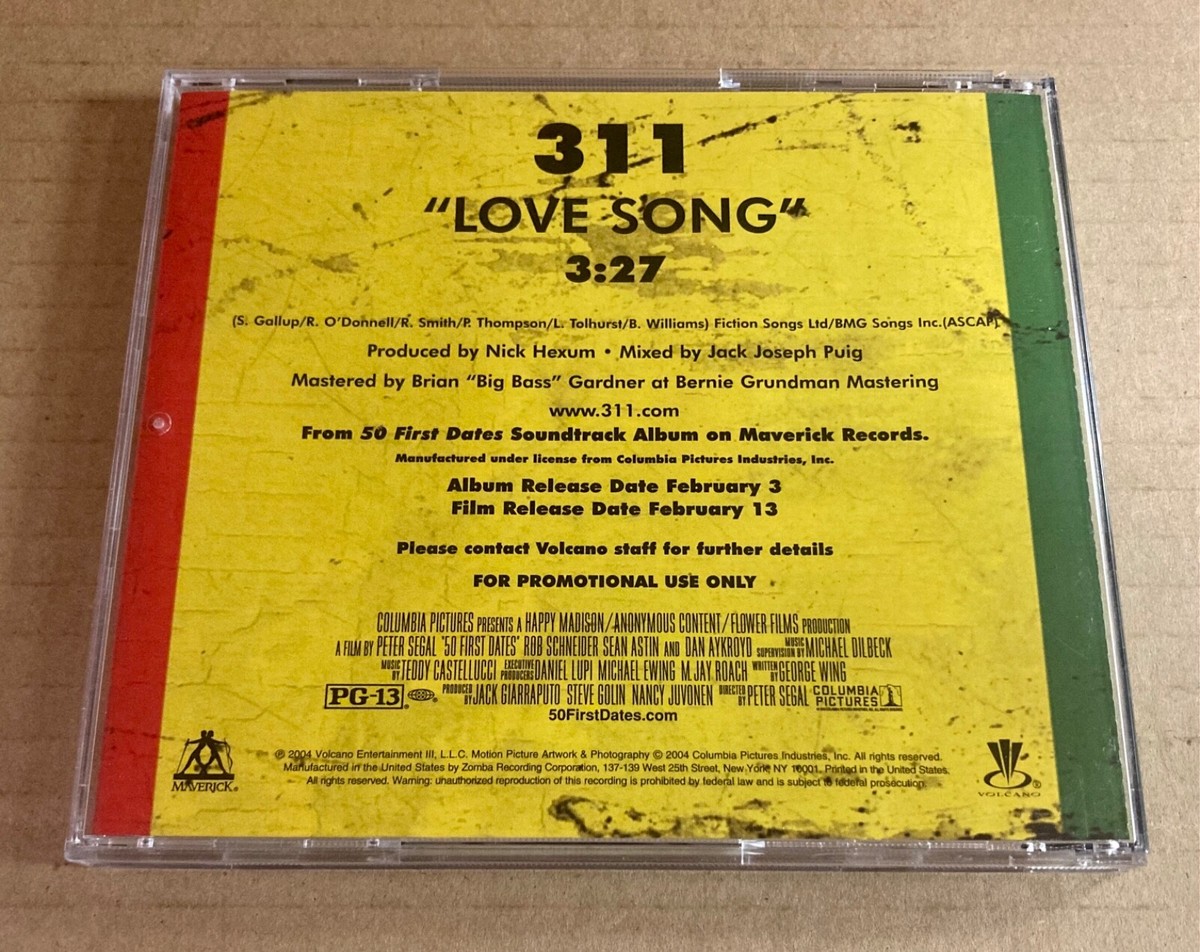 311
“LOVE SONG“
3:27
(S. Gallup/R. O'Donnell/R. Smith/P. Thompson/L. Tolhurst/B. Williams) Fiction Songs Ltd/BMG Songs Inc.(ASCAP).
Produced by Nick Hexum • Mixed by Jack Joseph Puig
Mastered by Brian “Big Bass” Gardner at Bernie Grundman Mastering
www.311.com
From 50 First Dates Soundtrack Album on Maverick Records.
Manufactured under license from Columbia Pictures Industries, Inc.
Album Release Date February 3
Film Release Date February 13
Please contact Volcano staff for further details
FOR PROMOTIONAL USE ONLY
COLUMBIA PICTURES PRESENTS A HAPPY MADISON/ANONYMOUS CONTENT/FLOWER FILMS PRODUCTION
A FILM BY PETER SEGAL '50 FIRST DATES' ROB SCHNEIDER SEAN ASTIN AND DAN AYKROYD MUSIC SUPERVISION BY MICHAEL DILBECK
MUSIC BY TEDDY CASTELLUCCI EXECUTIVE PRODUCERS DANIEL LUPI MICHAEL EWING M. JAY ROACH WRITTEN BY GEORGE WING
PG-13 ® PRODUCED BY JACK GIARRAPUTO STEVE GOLIN NANCY JUVONEN DIRECTED BY PETER SEGAL COLUMBIA PICTURES
50FirstDates.com
℗ 2004 Volcano Entertainment III, L.L.C. Motion Picture Artwork & Photography © 2004 Columbia Pictures Industries, Inc. All rights reserved.
Manufactured in the United States by Zomba Recording Corporation, 137-139 West 25th Street, New York, NY 10001. Printed in the United States.
All rights reserved. Warning: unauthorized reproduction of this recording is prohibited by federal law and is subject to federal prosecution.
MAVERICK®
VOLCANO®